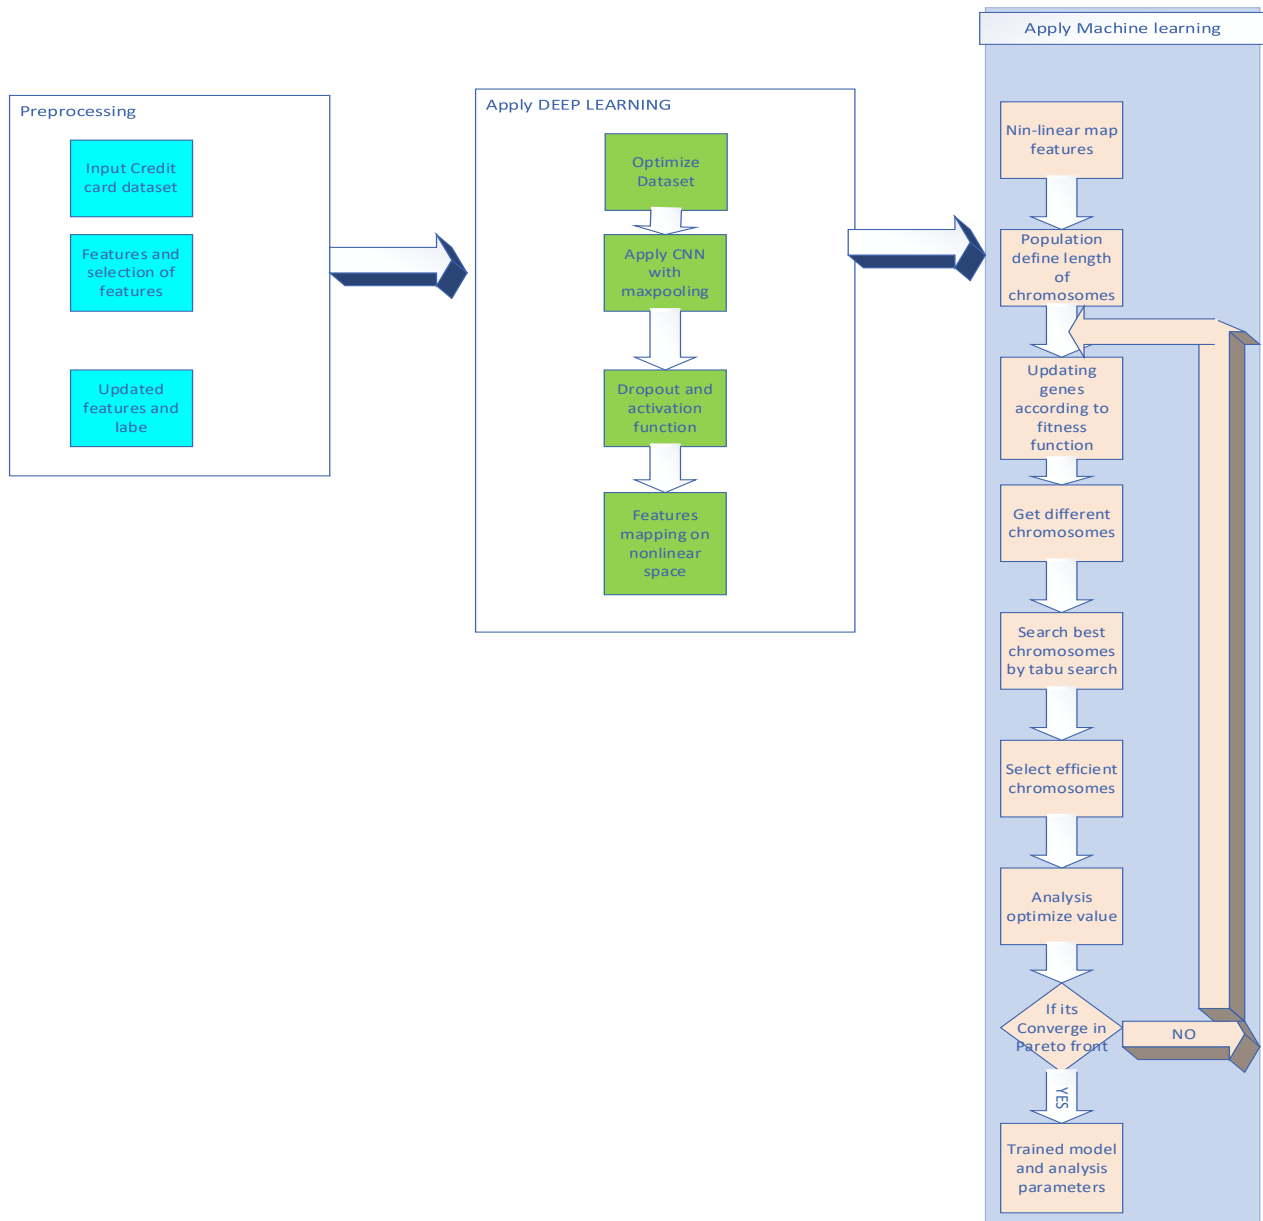 Preprocessing
Input Credit
card dataset
Features and
selection of
features
Updated
features and
labe
Apply DEEP LEARNING
Optimize
Dataset
Apply CNN
with
maxpooling
Dropout and
activation
function
Features
mapping on
nonlinear
space
Apply Machine learning
Nin-linear map
features
Population
define length
of
chromosomes
Updating
genes
according to
fitness
function
Get different
chromosomes
Search best
chromosomes
by tabu search
Select efficient
chromosomes
Analysis
optimize value
If its
Converge in
Pareto front
NO
YES
Trained model
and analysis
parameters